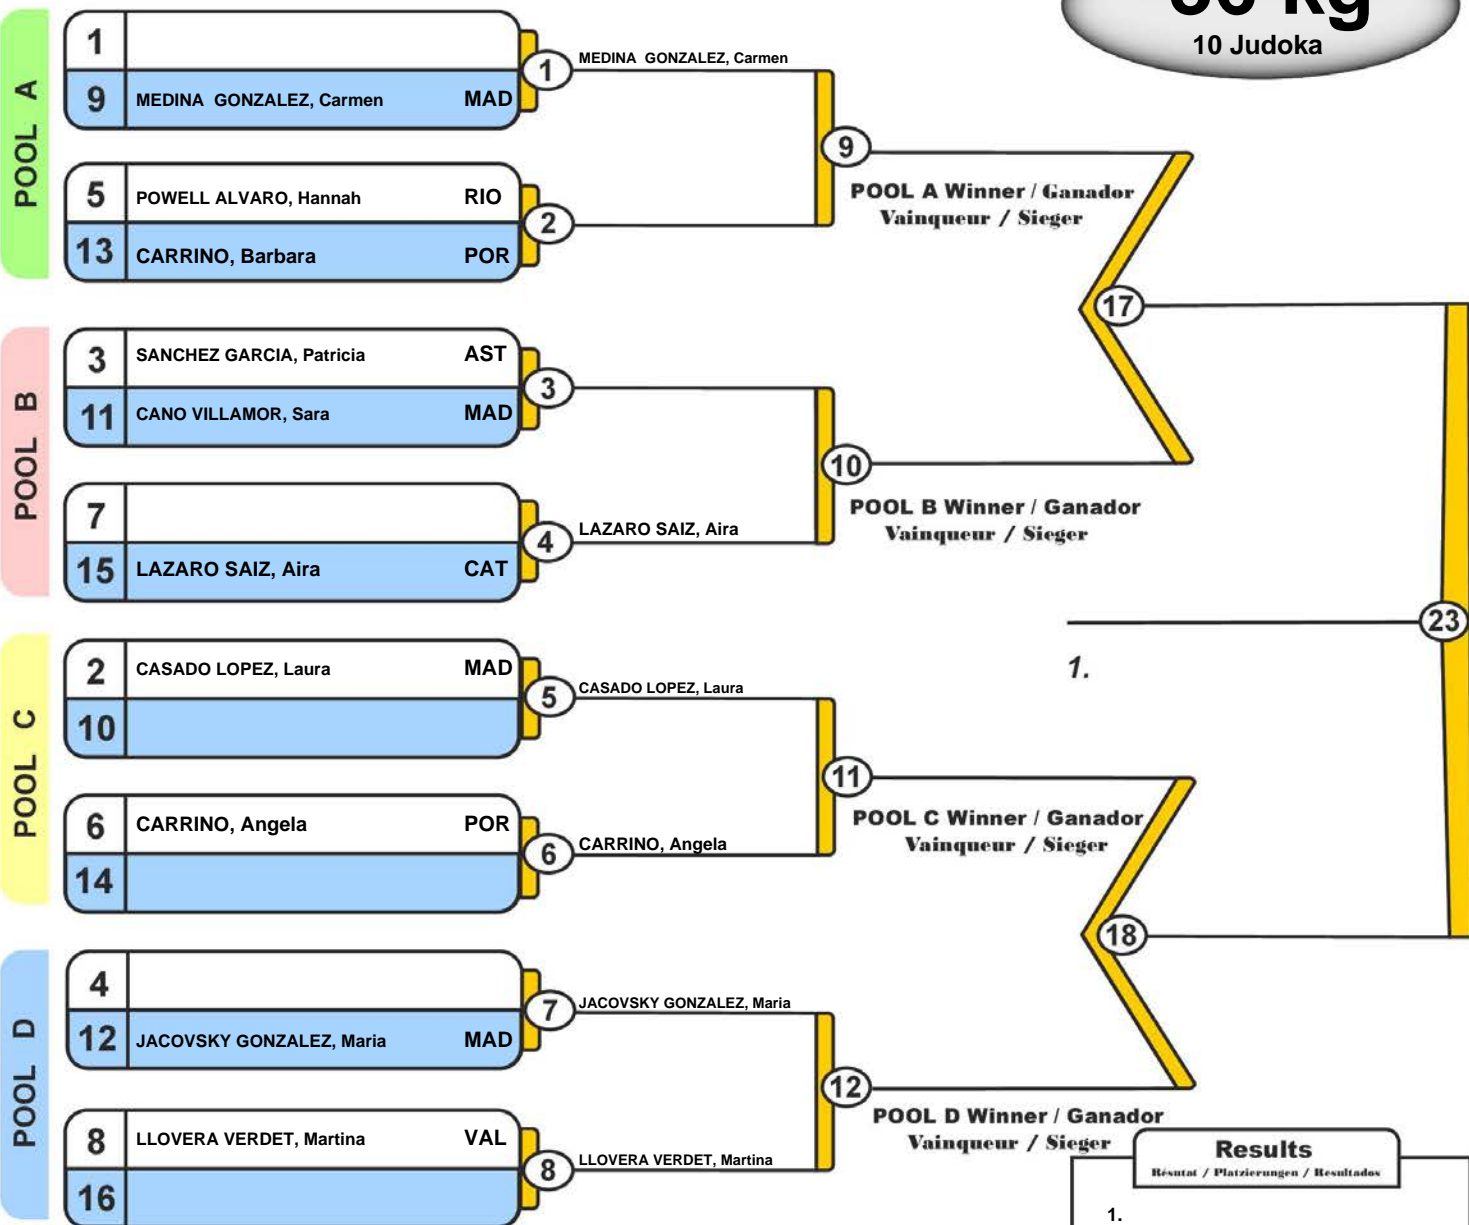 kg
10 Judoka
POOL A
1
9 MEDINA GONZALEZ, Carmen MAD
1 MEDINA GONZALEZ, Carmen
5 POWELL ALVARO, Hannah RIO
13 CARRINO, Barbara POR
2
9
POOL A Winner / Ganador
Vainqueur / Sieger
17
POOL B
3 SANCHEZ GARCIA, Patricia AST
11 CANO VILLAMOR, Sara MAD
3
7
15 LAZARO SAIZ, Aira CAT
4 LAZARO SAIZ, Aira
10
POOL B Winner / Ganador
Vainqueur / Sieger
23
1.
POOL C
2 CASADO LOPEZ, Laura MAD
10
5 CASADO LOPEZ, Laura
6 CARRINO, Angela POR
14
6 CARRINO, Angela
11
POOL C Winner / Ganador
Vainqueur / Sieger
18
POOL D
4
12 JACOVSKY GONZALEZ, Maria MAD
7 JACOVSKY GONZALEZ, Maria
8 LLOVERA VERDET, Martina VAL
16
8 LLOVERA VERDET, Martina
12
POOL D Winner / Ganador
Vainqueur / Sieger
Results
Résutat / Platzierungen / Resultados
1.